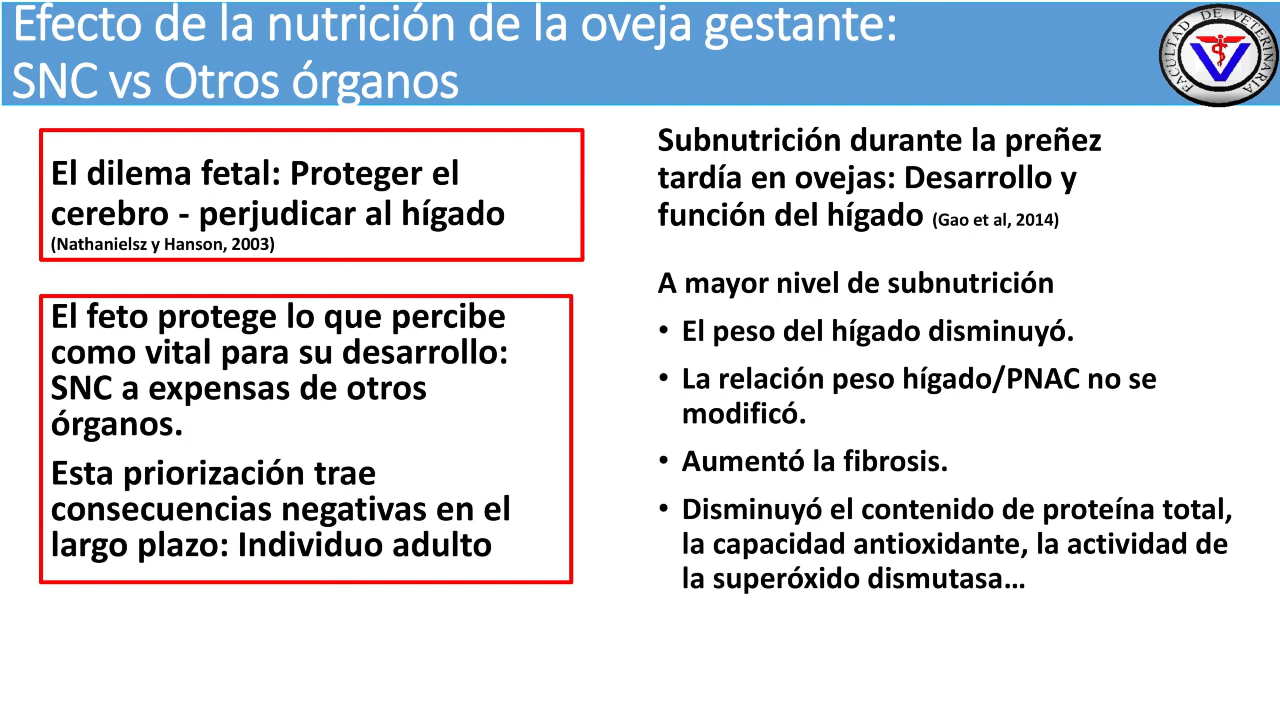 Efecto de la nutrición de la oveja gestante:
SNC vs Otros órganos
FACULTAD DE VETERINARIA
El dilema fetal: Proteger el
cerebro - perjudicar al hígado
(Nathanielsz y Hanson, 2003)
El feto protege lo que percibe
como vital para su desarrollo:
SNC a expensas de otros
órganos.
Esta priorización trae
consecuencias negativas en el
largo plazo: Individuo adulto
Subnutrición durante la preñez
tardía en ovejas: Desarrollo y
función del hígado (Gao et al, 2014)
A mayor nivel de subnutrición
• El peso del hígado disminuyó.
• La relación peso hígado/PNAC no se
modificó.
• Aumentó la fibrosis.
• Disminuyó el contenido de proteína total,
la capacidad antioxidante, la actividad de
la superóxido dismutasa…